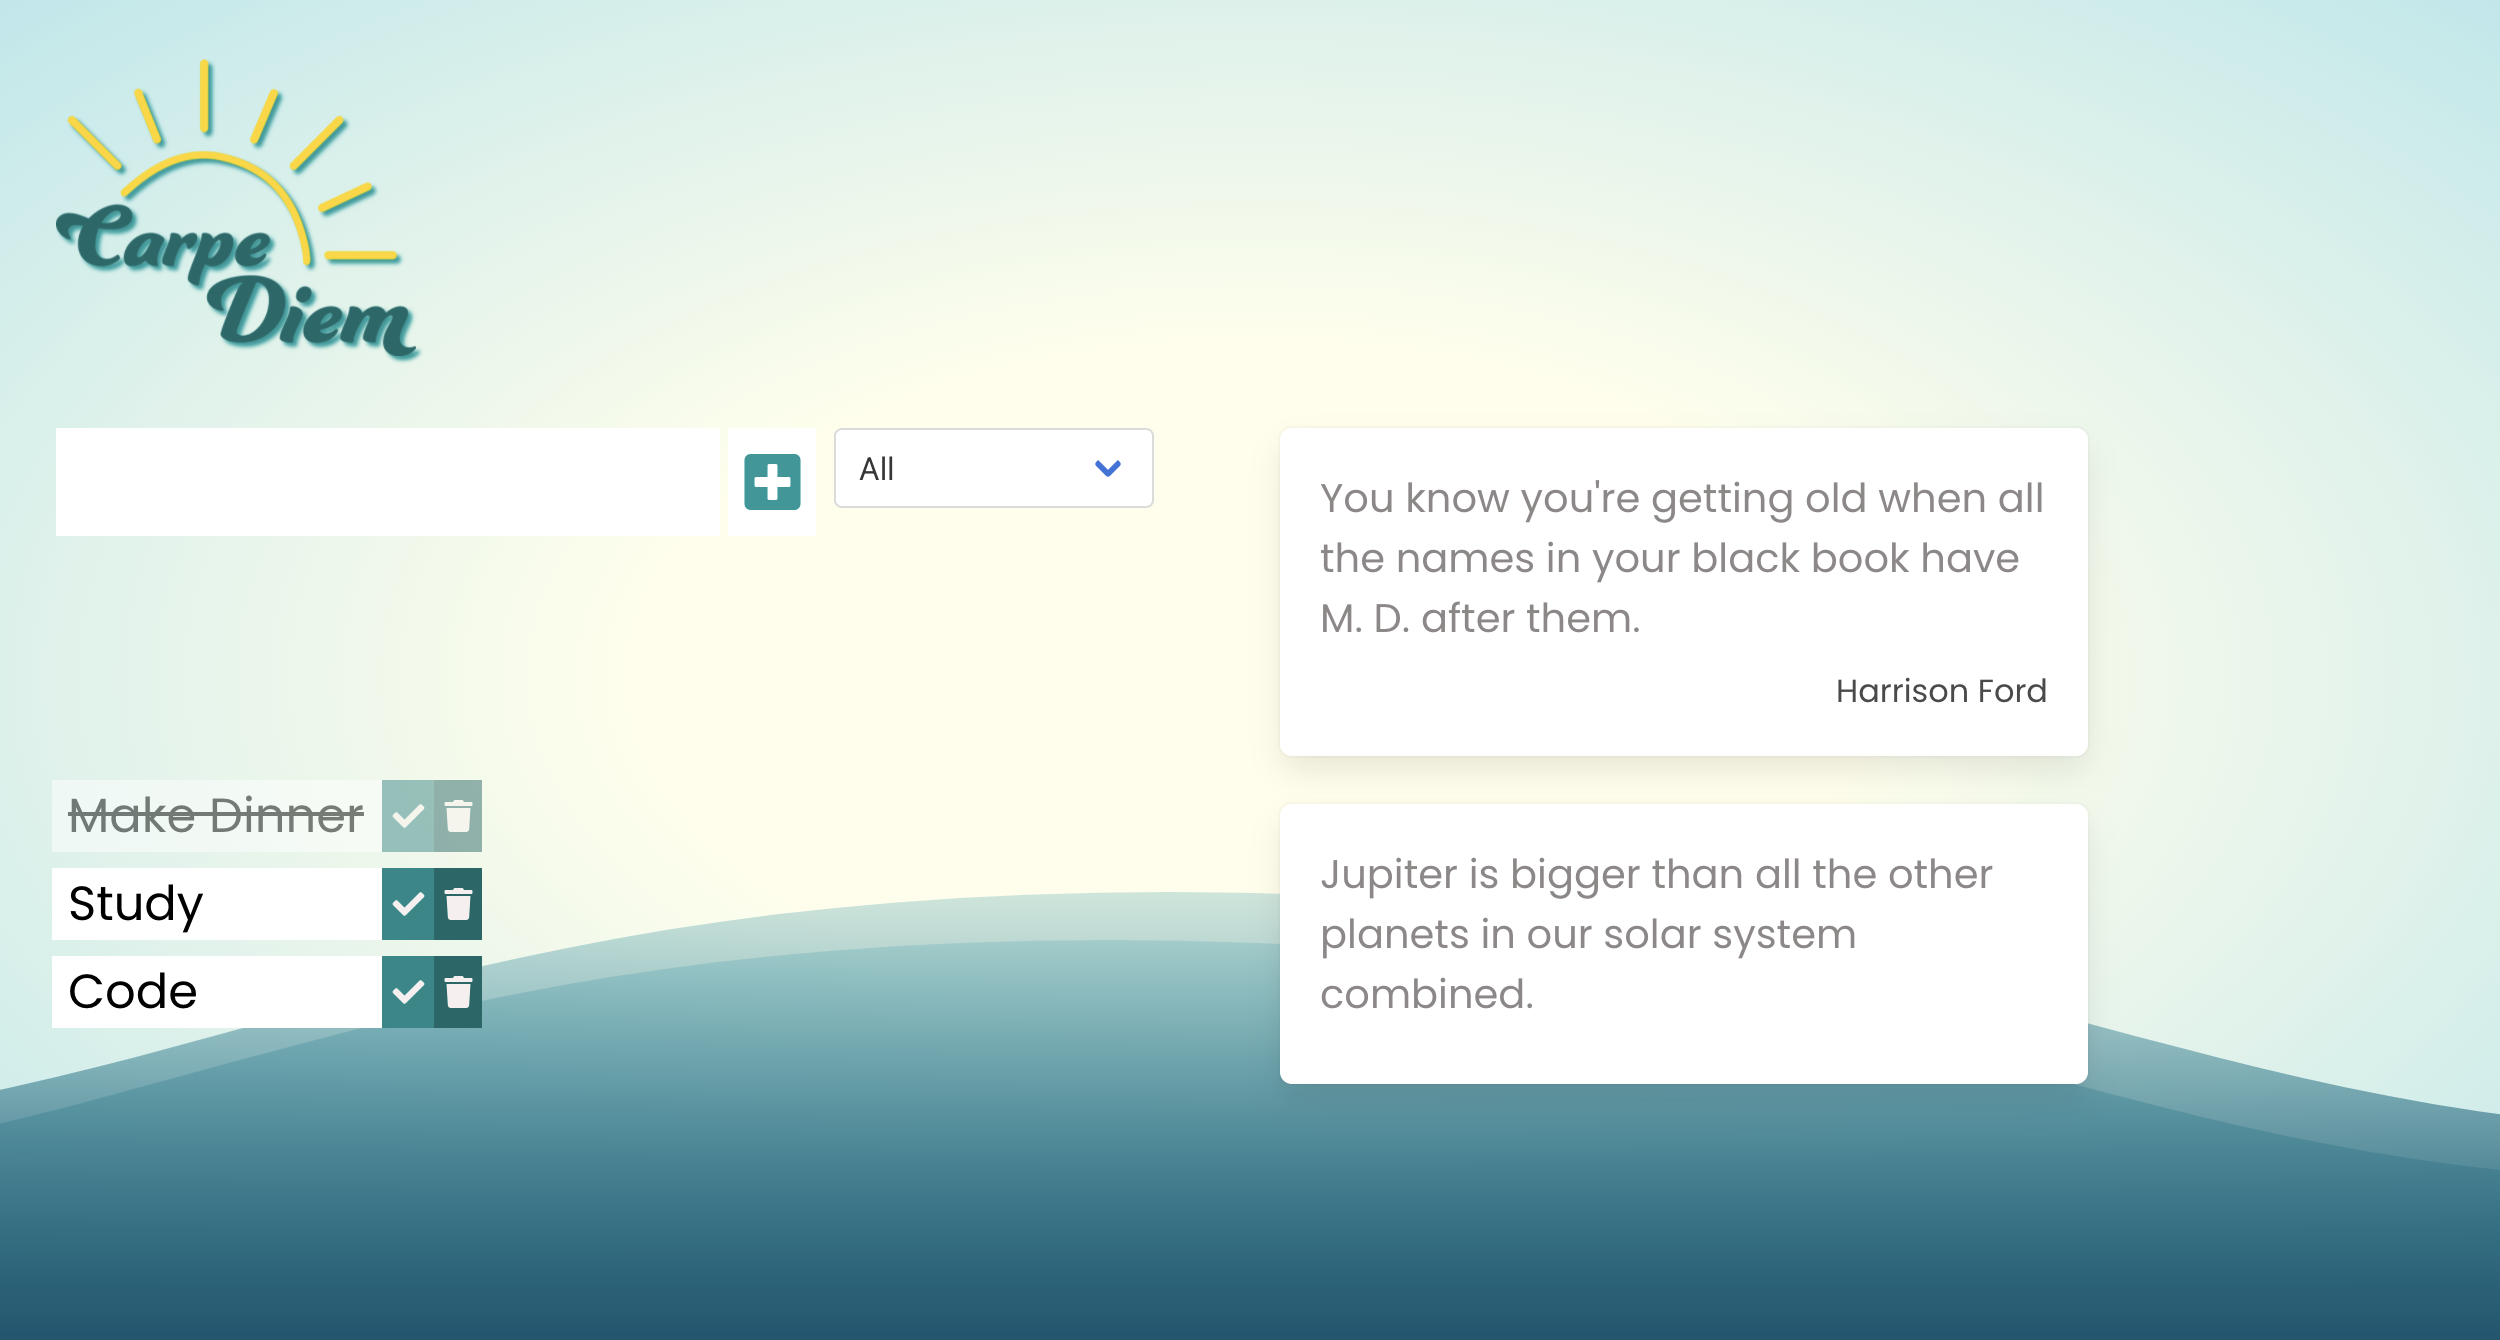 Carpe
Diem
All
Make Dinner
Study
Code
You know you're getting old when all
the names in your black book have
M. D. after them.
Harrison Ford
Jupiter is bigger than all the other
planets in our solar system
combined.